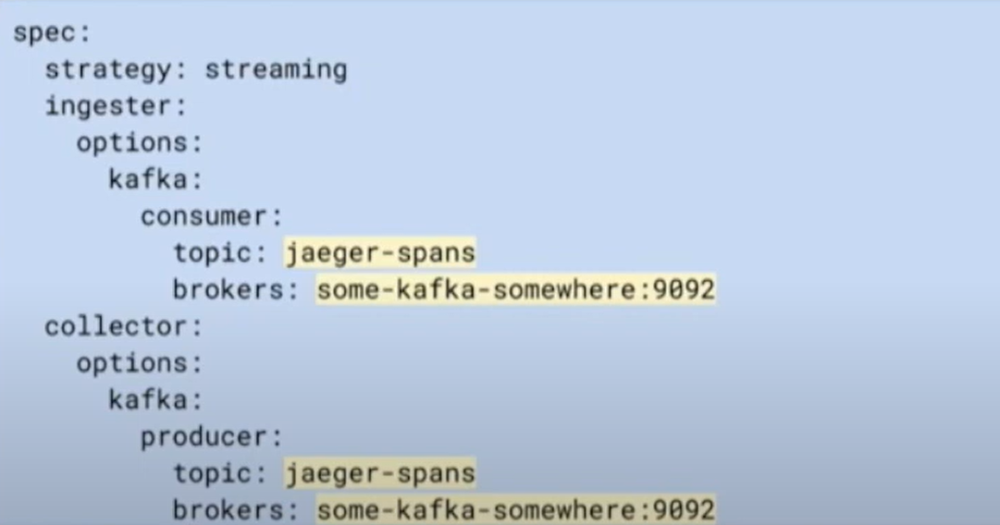 spec:
  strategy: streaming
  ingester:
    options:
      kafka:
        consumer:
          topic: jaeger-spans
          brokers: some-kafka-somewhere:9092
  collector:
    options:
      kafka:
        producer:
          topic: jaeger-spans
          brokers: some-kafka-somewhere:9092